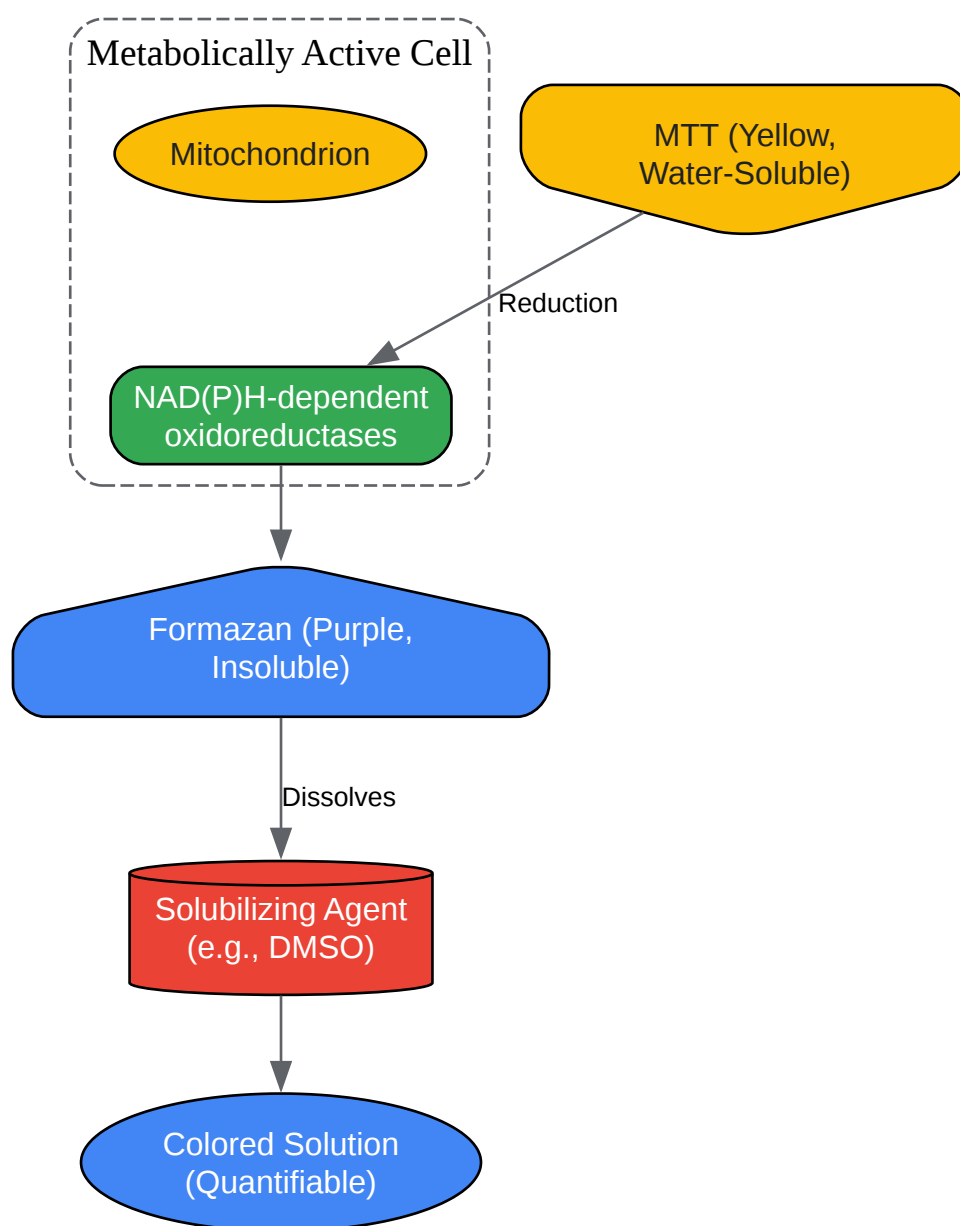 Metabolically Active Cell
Mitochondrion
MTT (Yellow,
Water-Soluble)
Reduction
NAD(P)H-dependent
oxidoreductases
Formazan (Purple,
Insoluble)
Dissolves
Solubilizing Agent
(e.g., DMSO)
Colored Solution
(Quantifiable)